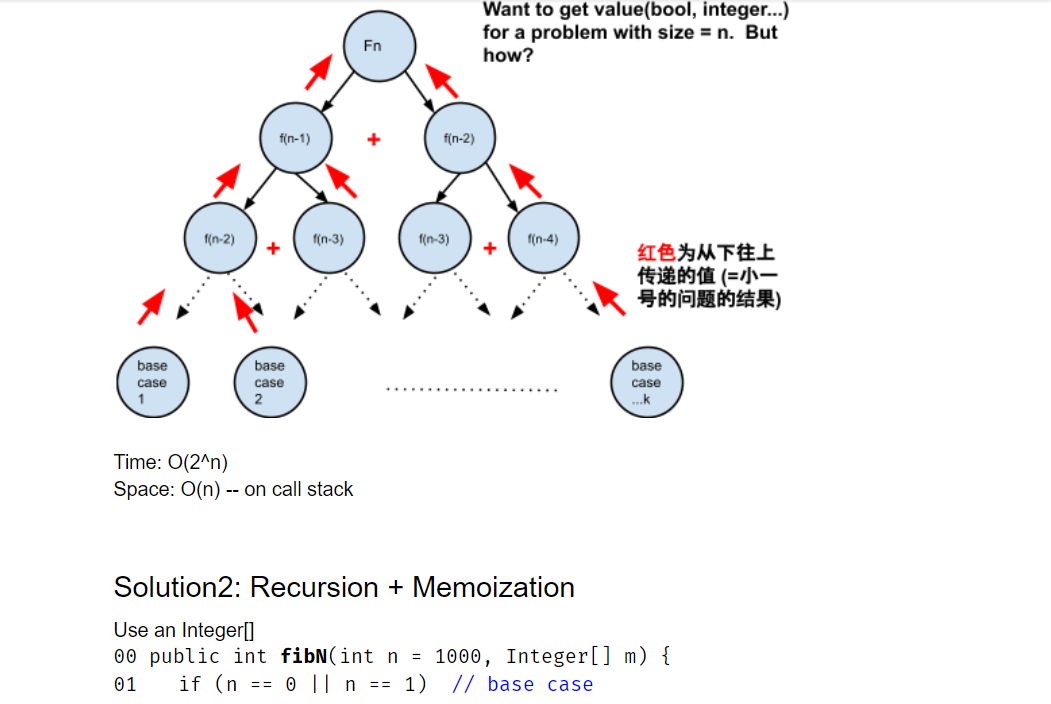 Want to get value(bool, integer...)
for a problem with size = n.  But
how?
Fn
f(n-1)
+
f(n-2)
f(n-2)
+
f(n-3)
f(n-3)
+
f(n-4)
红色为从下往上
传递的值 (=小一
号的问题的结果)
base
case
1
base
case
2
base
case
...k
Time: O(2^n)
Space: O(n) -- on call stack
Solution2: Recursion + Memoization
Use an Integer[]
00 public int fibN(int n = 1000, Integer[] m) {
01    if (n == 0 || n == 1)  // base case